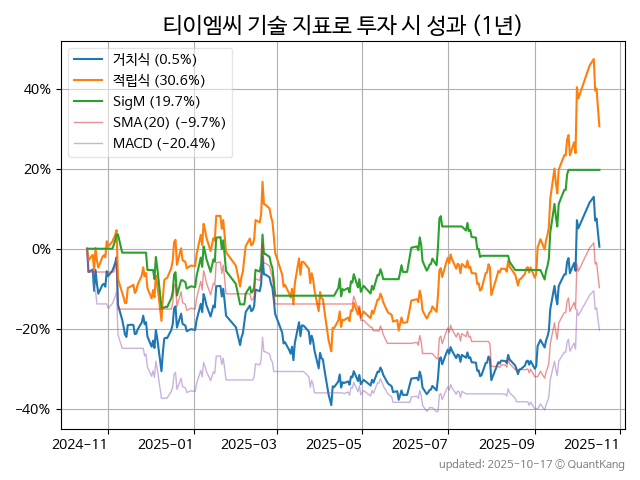 티이엠씨 기술 지표로 투자 시 성과 (1년)
거치식 (0.5%)
적립식 (30.6%)
SigM (19.7%)
SMA(20) (−9.7%)
MACD (−20.4%)
40%
20%
0%
−20%
−40%
2024-11 2025-01 2025-03 2025-05 2025-07 2025-09 2025-11
updated: 2025-10-17 © QuantKang